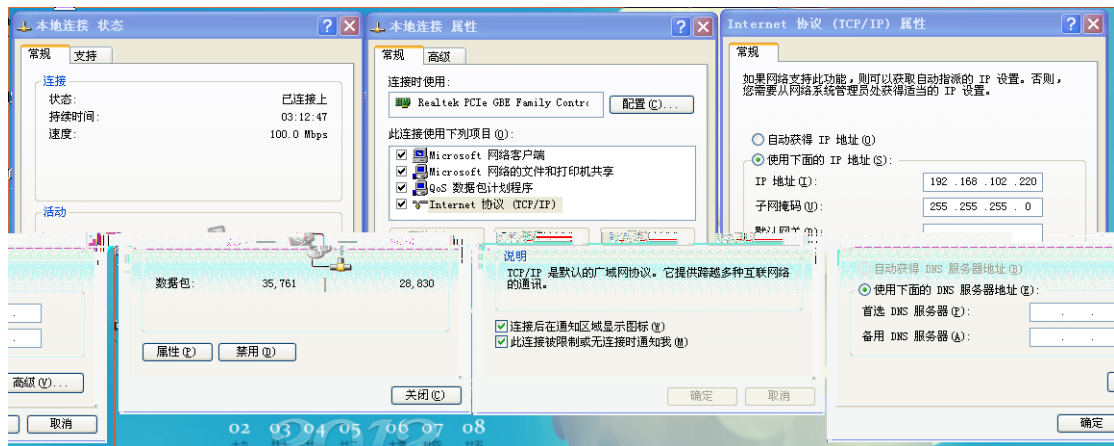 本地连接 状态
常规 支持
连接
状态: 已连接上
持续时间: 03:12:47
速度: 100.0 Mbps
活动
本地连接 属性
常规 高级
连接时使用:
Realtek PCIe GBE Family Contr
配置(C)...
此连接使用下列项目(O):
Microsoft 网络客户端
Microsoft 网络的文件和打印机共享
QoS 数据包计划程序
Internet 协议 (TCP/IP)
Internet 协议 (TCP/IP) 属性
常规
如果网络支持此功能,则可以获取自动指派的 IP 设置。否则,
您需要从网络系统管理员处获得适当的 IP 设置。
自动获得 IP 地址(O)
使用下面的 IP 地址(S):
IP 地址(I): 192 .168 .102 .220
子网掩码(U): 255 .255 .255 . 0
高级(V)...
取消
数据包: 35,761 | 28,830
属性(P) 禁用(D)
关闭(C)
说明
TCP/IP 是默认的广域网协议。它提供跨越多种互联网络
的通讯。
连接后在通知区域显示图标(W)
此连接被限制或无连接时通知我(M)
确定 取消
自动获得 DNS 服务器地址(B)
使用下面的 DNS 服务器地址(E):
首选 DNS 服务器(P):
备用 DNS 服务器(A):
确定
02 03 04 05 06 07 08